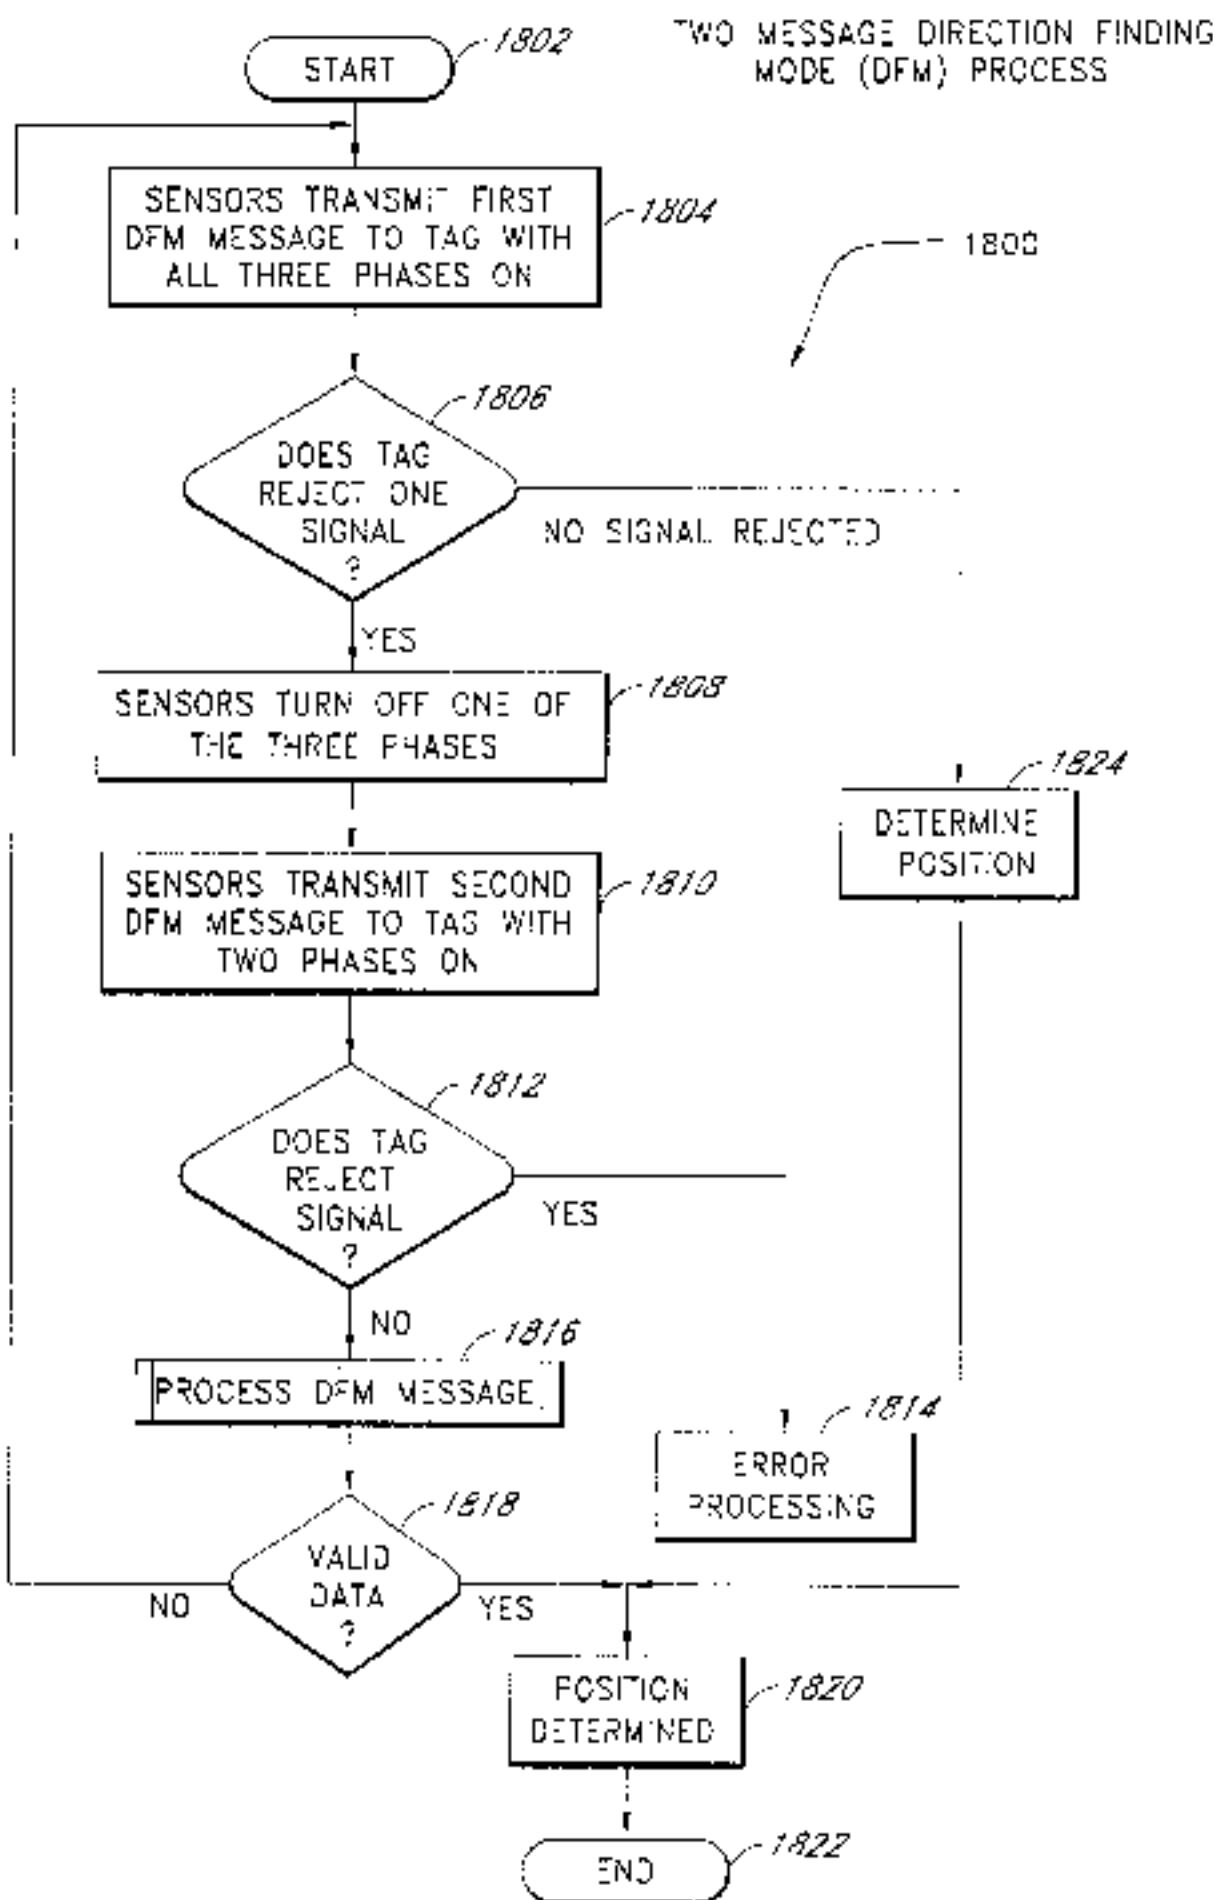 TWO MESSAGE DIRECTION FINDING
MODE (DFM) PROCESS
1802
START
SENSORS TRANSMIT FIRST
DFM MESSAGE TO TAG WITH
ALL THREE PHASES ON
1804
1800
1806
DOES TAG
REJECT ONE
SIGNAL
?
NO SIGNAL REJECTED
YES
1808
SENSORS TURN OFF ONE OF
THE THREE PHASES
1824
DETERMINE
POSITION
SENSORS TRANSMIT SECOND
DFM MESSAGE TO TAG WITH
TWO PHASES ON
1810
1812
DOES TAG
REJECT
SIGNAL
?
YES
NO
1816
PROCESS DFM MESSAGE
1814
ERROR
PROCESSING
1818
VALID
DATA
?
NO
YES
POSITION
DETERMINED
1820
END
1822